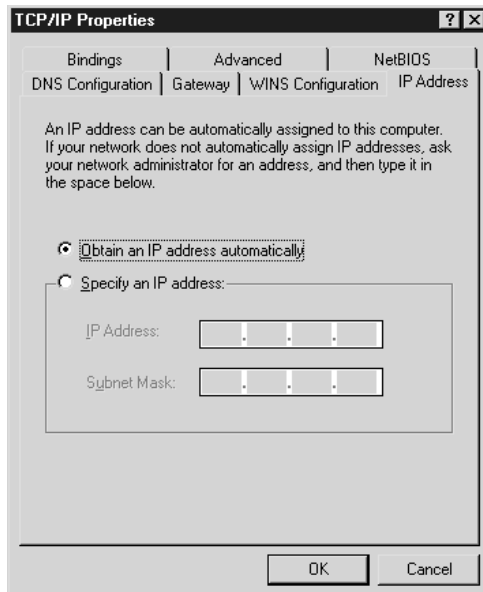 TCP/IP Properties
Bindings Advanced NetBIOS
DNS Configuration Gateway WINS Configuration IP Address
An IP address can be automatically assigned to this computer.
If your network does not automatically assign IP addresses, ask
your network administrator for an address, and then type it in
the space below.
Obtain an IP address automatically
Specify an IP address:
IP Address:
Subnet Mask:
OK Cancel